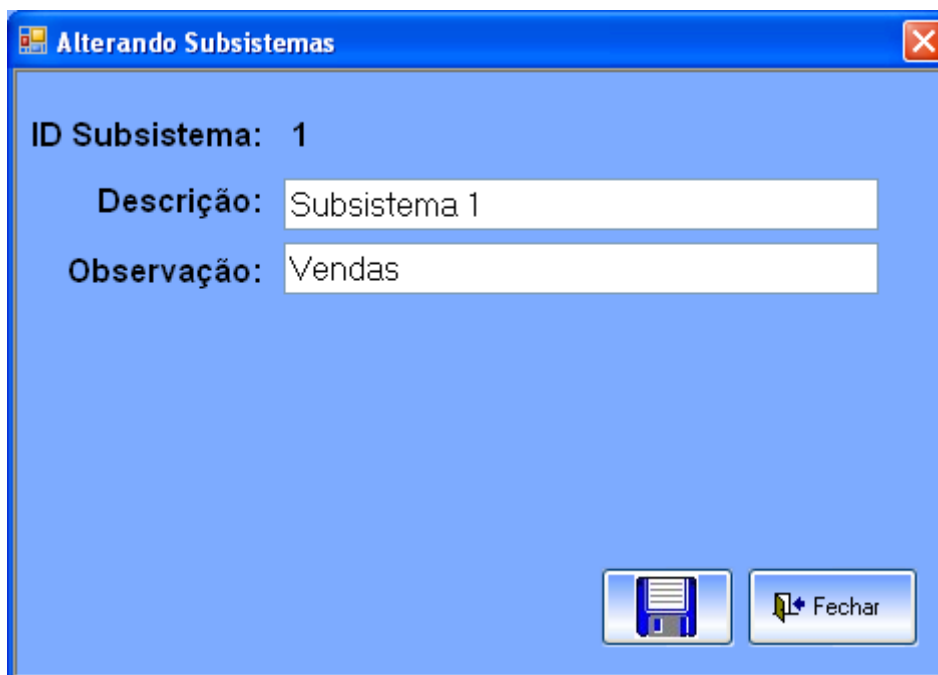 Alterando Subsistemas
ID Subsistema: 1
Descrição: Subsistema 1
Observação: Vendas
Fechar